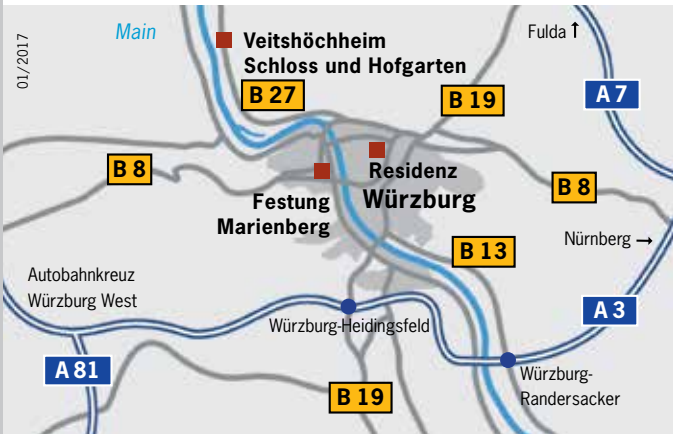 01/2017
Main
Fulda ↑
Veitshöchheim
Schloss und Hofgarten
B 27
B 19
A 7
B 8
Residenz
Würzburg
Festung
Marienberg
B 8
B 13
Nürnberg →
Autobahnkreuz
Würzburg West
A 3
Würzburg-Heidingsfeld
A 81
B 19
Würzburg-
Randersacker